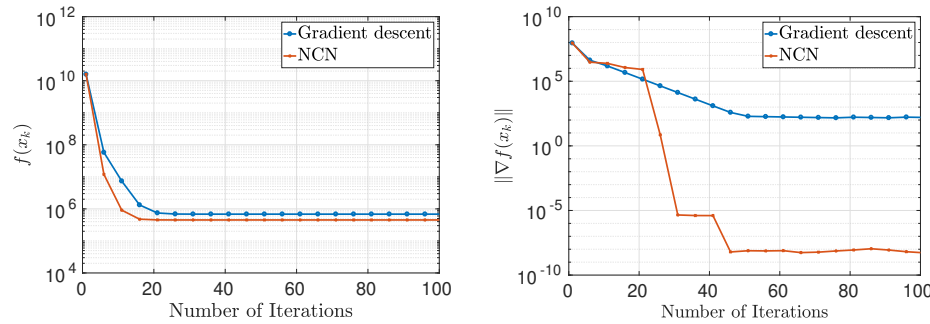 10^12
10^10
10^8
10^6
10^4
f(x_k)
Gradient descent
NCN
0 20 40 60 80 100
Number of Iterations
10^10
10^5
10^0
10^-5
10^-10
||∇f(x_k)||
Gradient descent
NCN
0 20 40 60 80 100
Number of Iterations